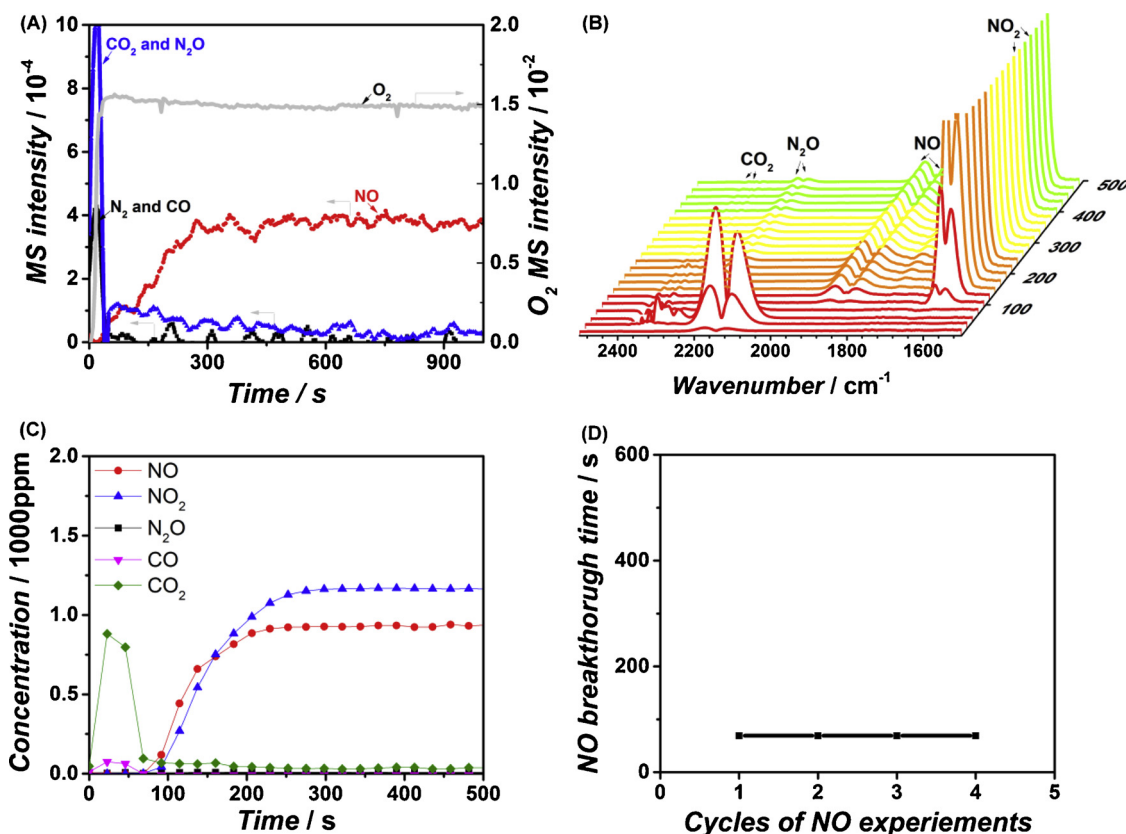 (A)
MS intensity / 10⁻⁴
10
8
6
4
2
0
CO₂ and N₂O
O₂
N₂ and CO
NO
2.0
1.5
1.0
0.5
0.0
O₂ MS intensity / 10⁻²
0 300 600 900
Time / s
(B)
NO₂
CO₂ N₂O NO
500
400
300
200
100
2400 2200 2000 1800 1600
Wavenumber / cm⁻¹
(C)
Concentration / 1000ppm
2.0
1.5
1.0
0.5
0.0
NO
NO₂
N₂O
CO
CO₂
0 100 200 300 400 500
Time / s
(D)
NO breakthorugh time / s
600
400
200
0
0 1 2 3 4 5
Cycles of NO experiements